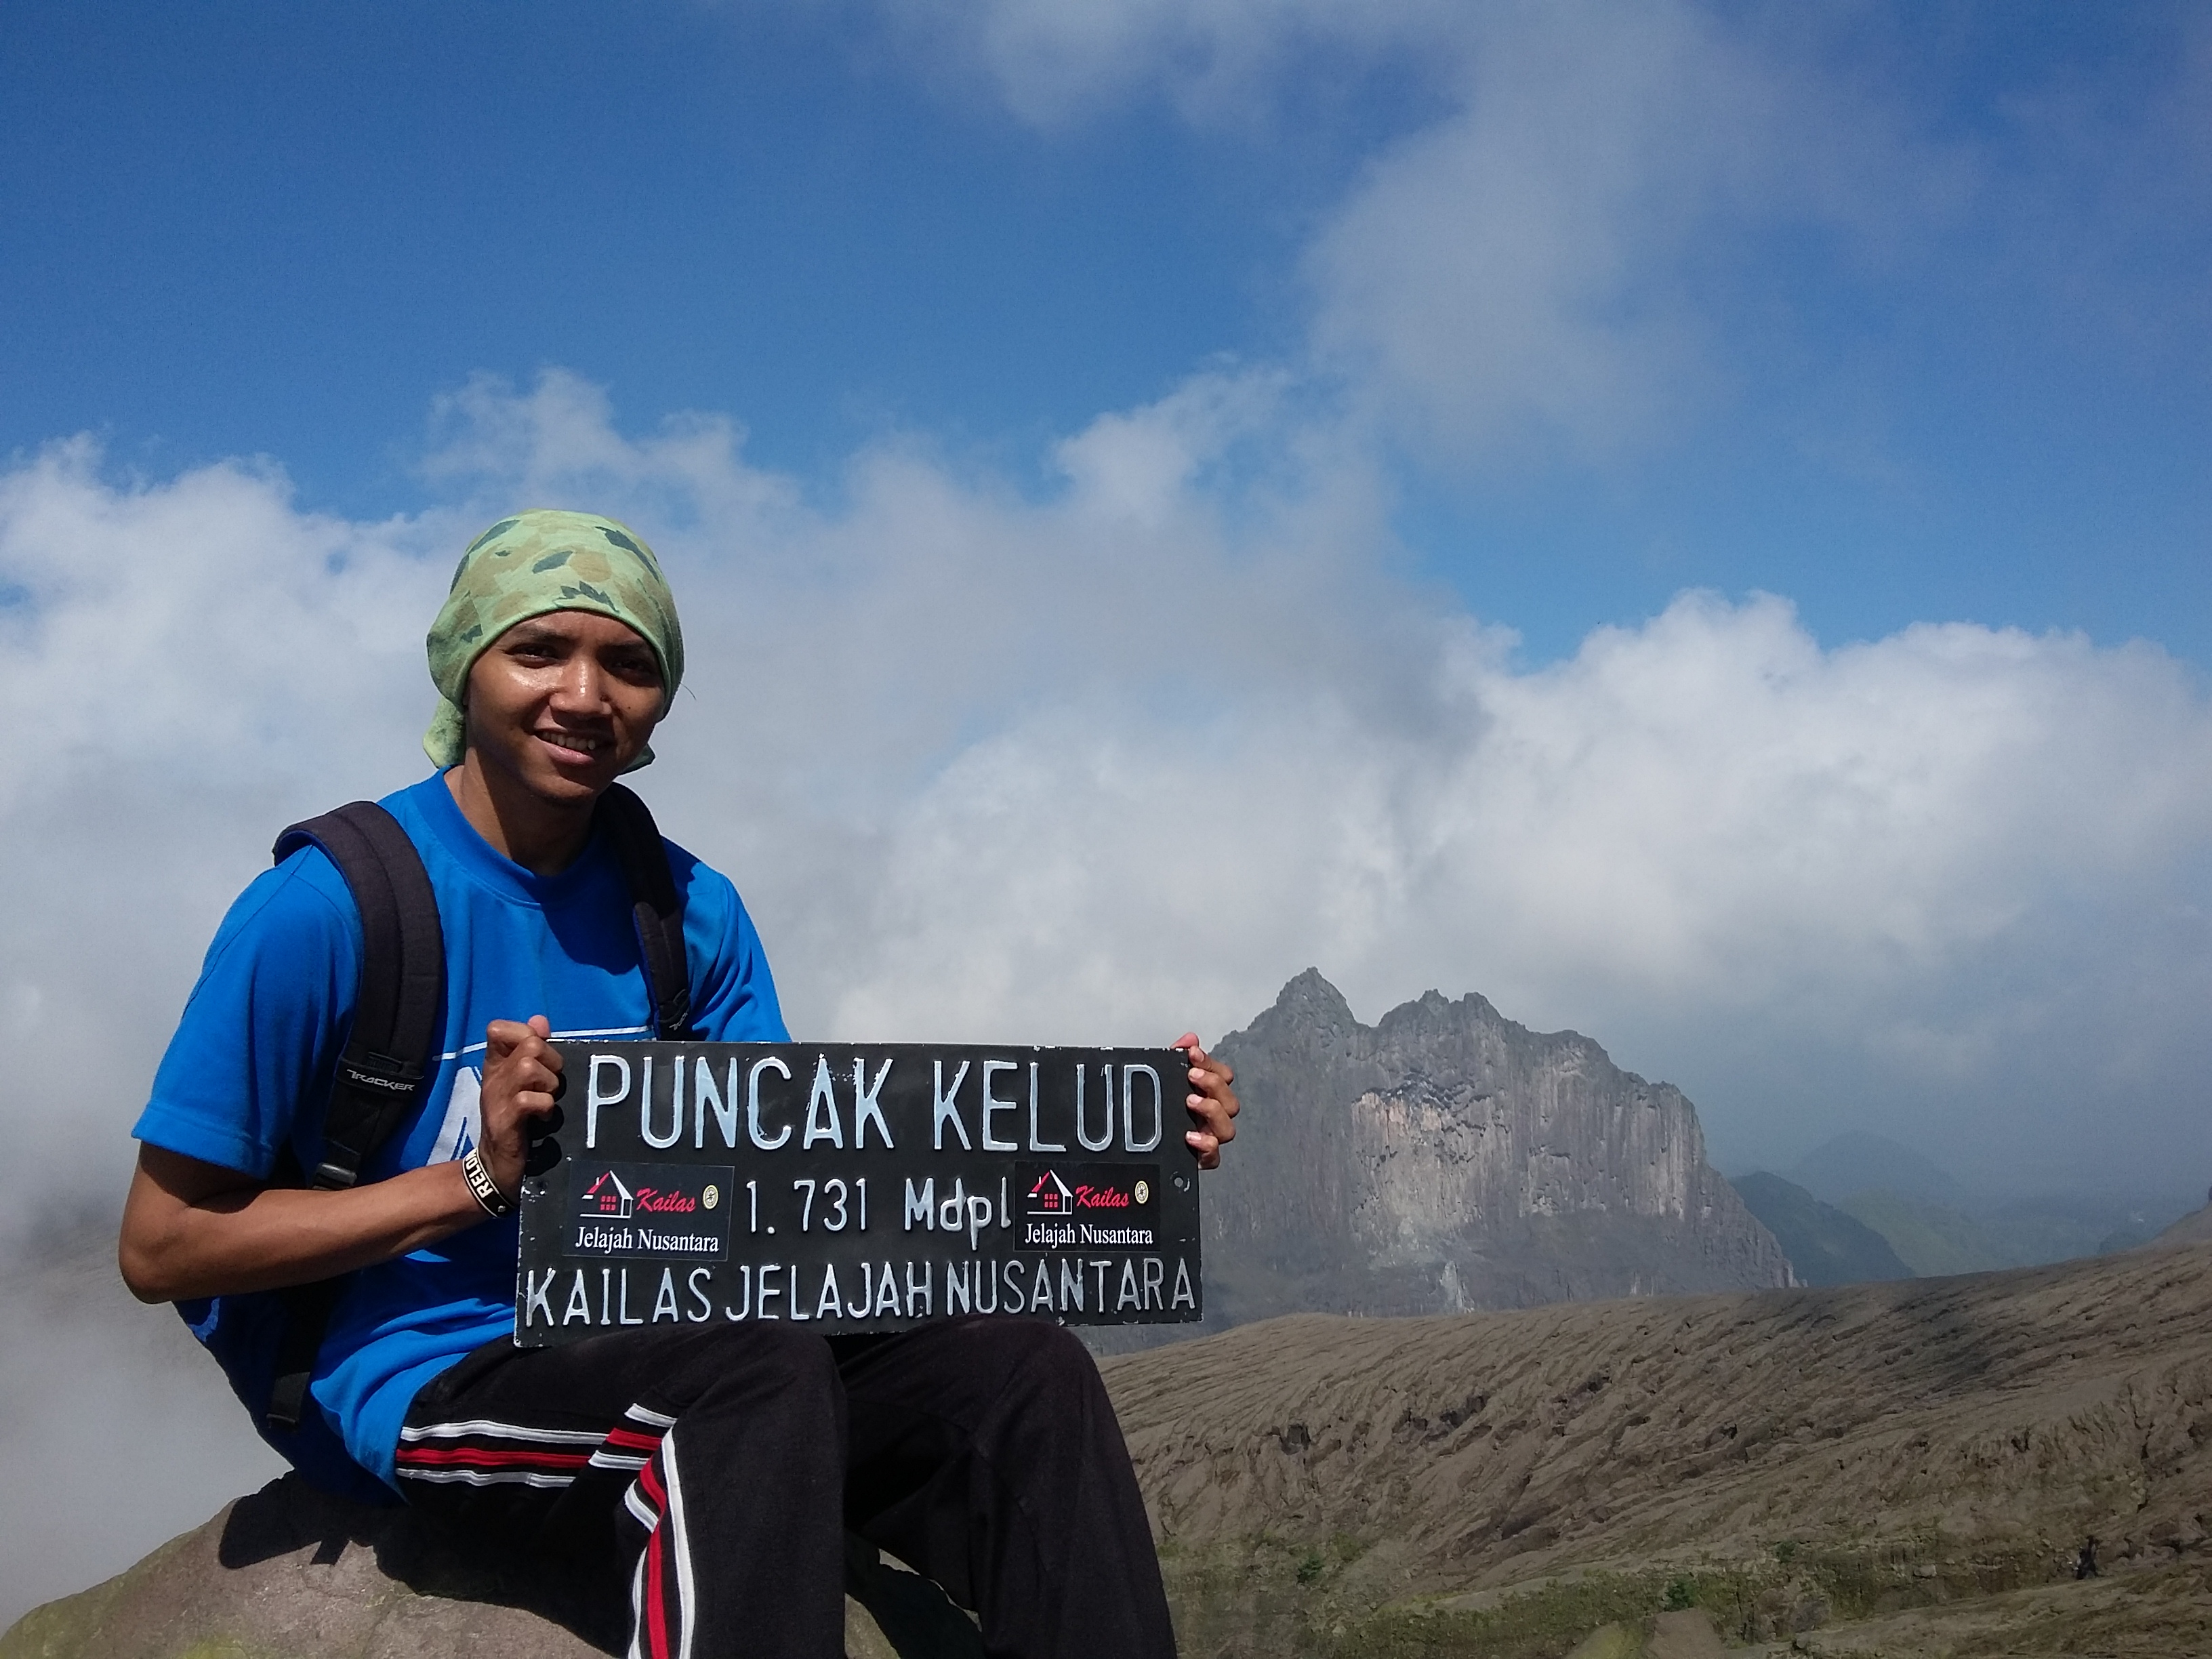 TRACKER
PUNCAK KELUD
Kailas
Jelajah Nusantara
1.731 Mdpl
Kailas
Jelajah Nusantara
KAILAS JELAJAH NUSANTARA